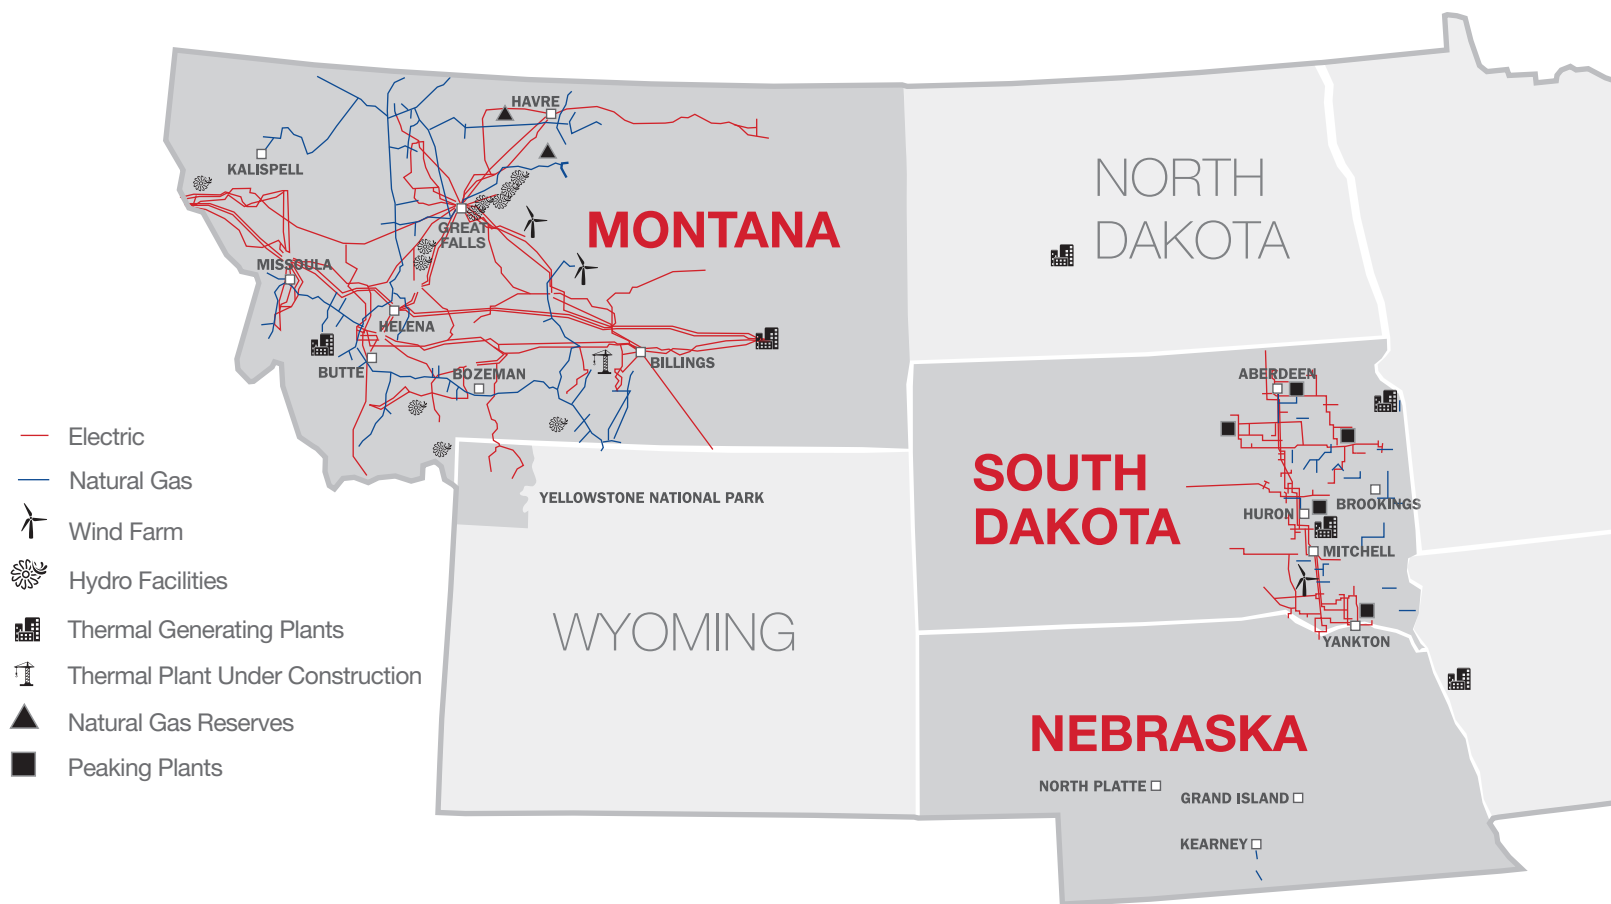 HAVRE
KALISPELL
GREAT
FALLS
MONTANA
MISSOULA
HELENA
BUTTE
BOZEMAN
BILLINGS
NORTH
DAKOTA
ABERDEEN
SOUTH
DAKOTA
HURON
BROOKINGS
MITCHELL
YANKTON
YELLOWSTONE NATIONAL PARK
WYOMING
NEBRASKA
NORTH PLATTE
GRAND ISLAND
KEARNEY
Electric
Natural Gas
Wind Farm
Hydro Facilities
Thermal Generating Plants
Thermal Plant Under Construction
Natural Gas Reserves
Peaking Plants